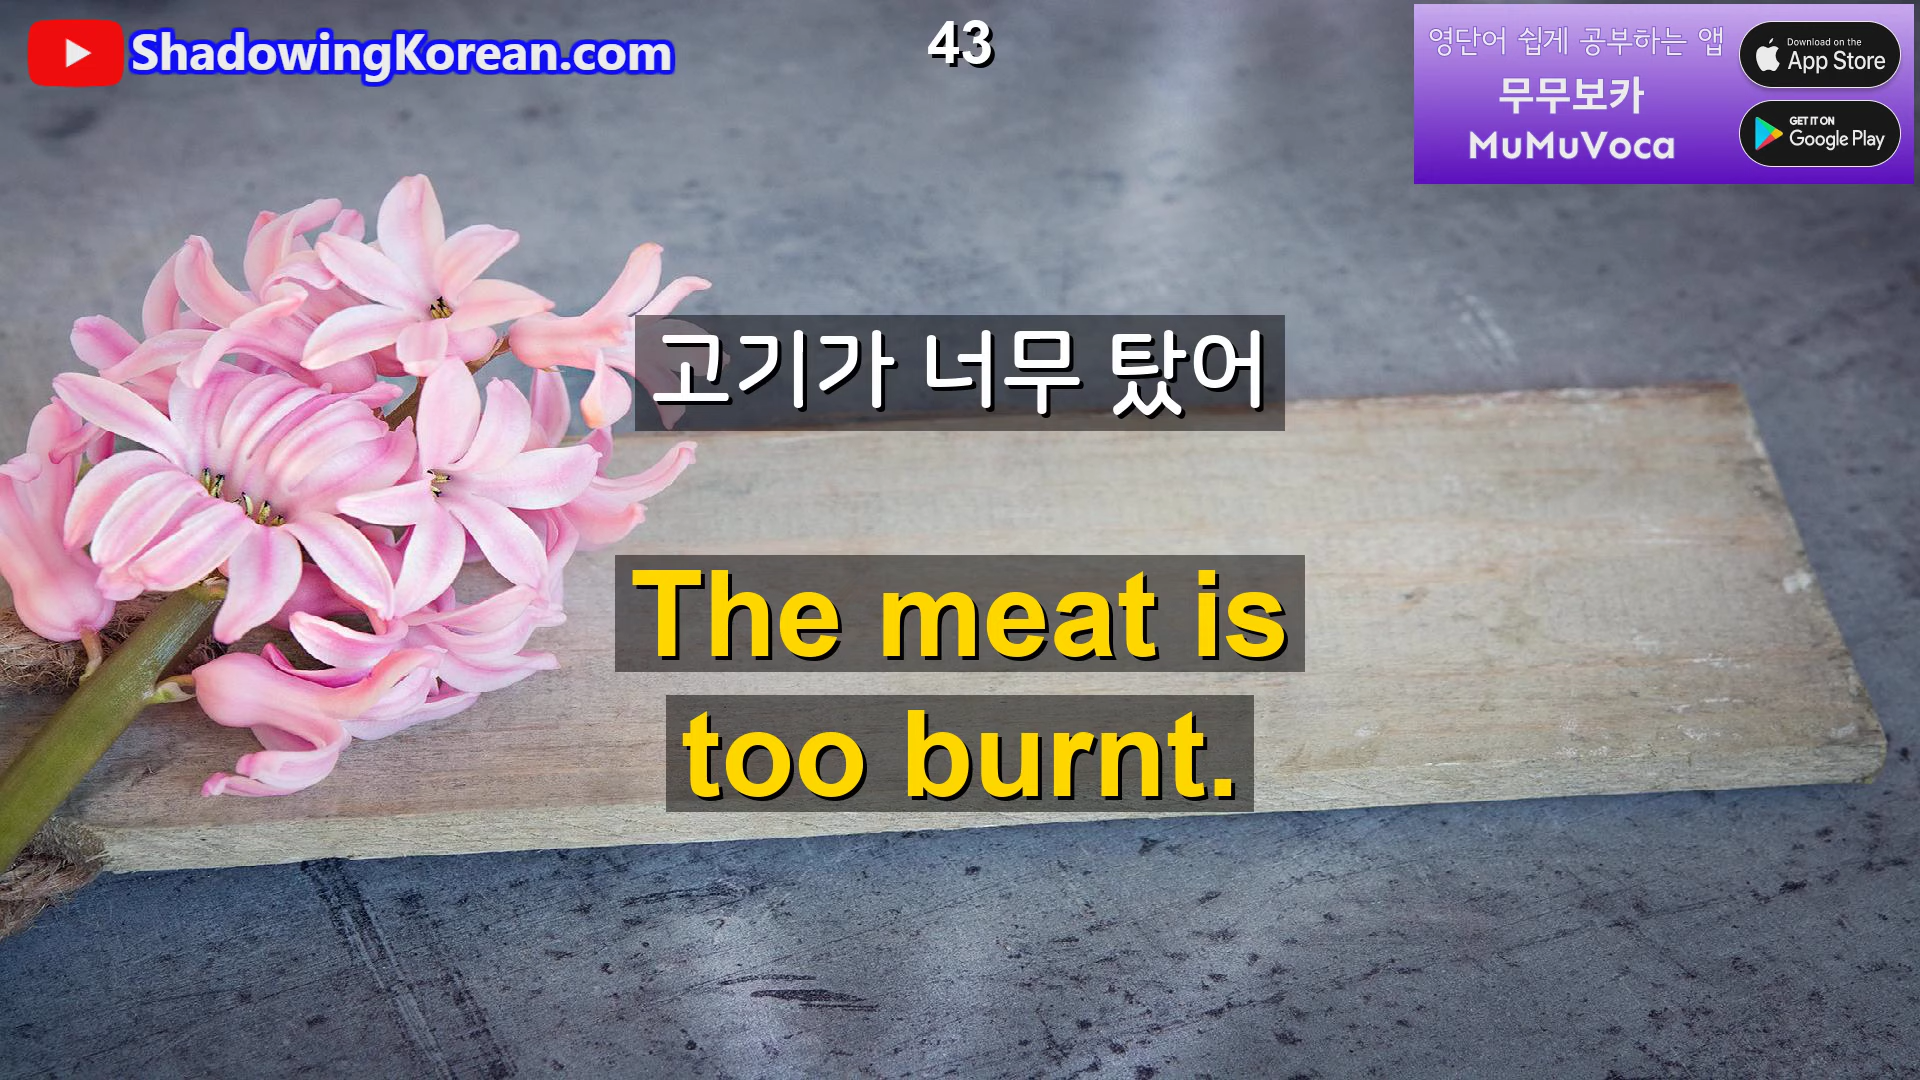 ShadowingKorean.com
43
영단어 쉽게 공부하는 앱
무무보카
MuMuVoca
Download on the
App Store
GET IT ON
Google Play
고기가 너무 탔어
The meat is
too burnt.